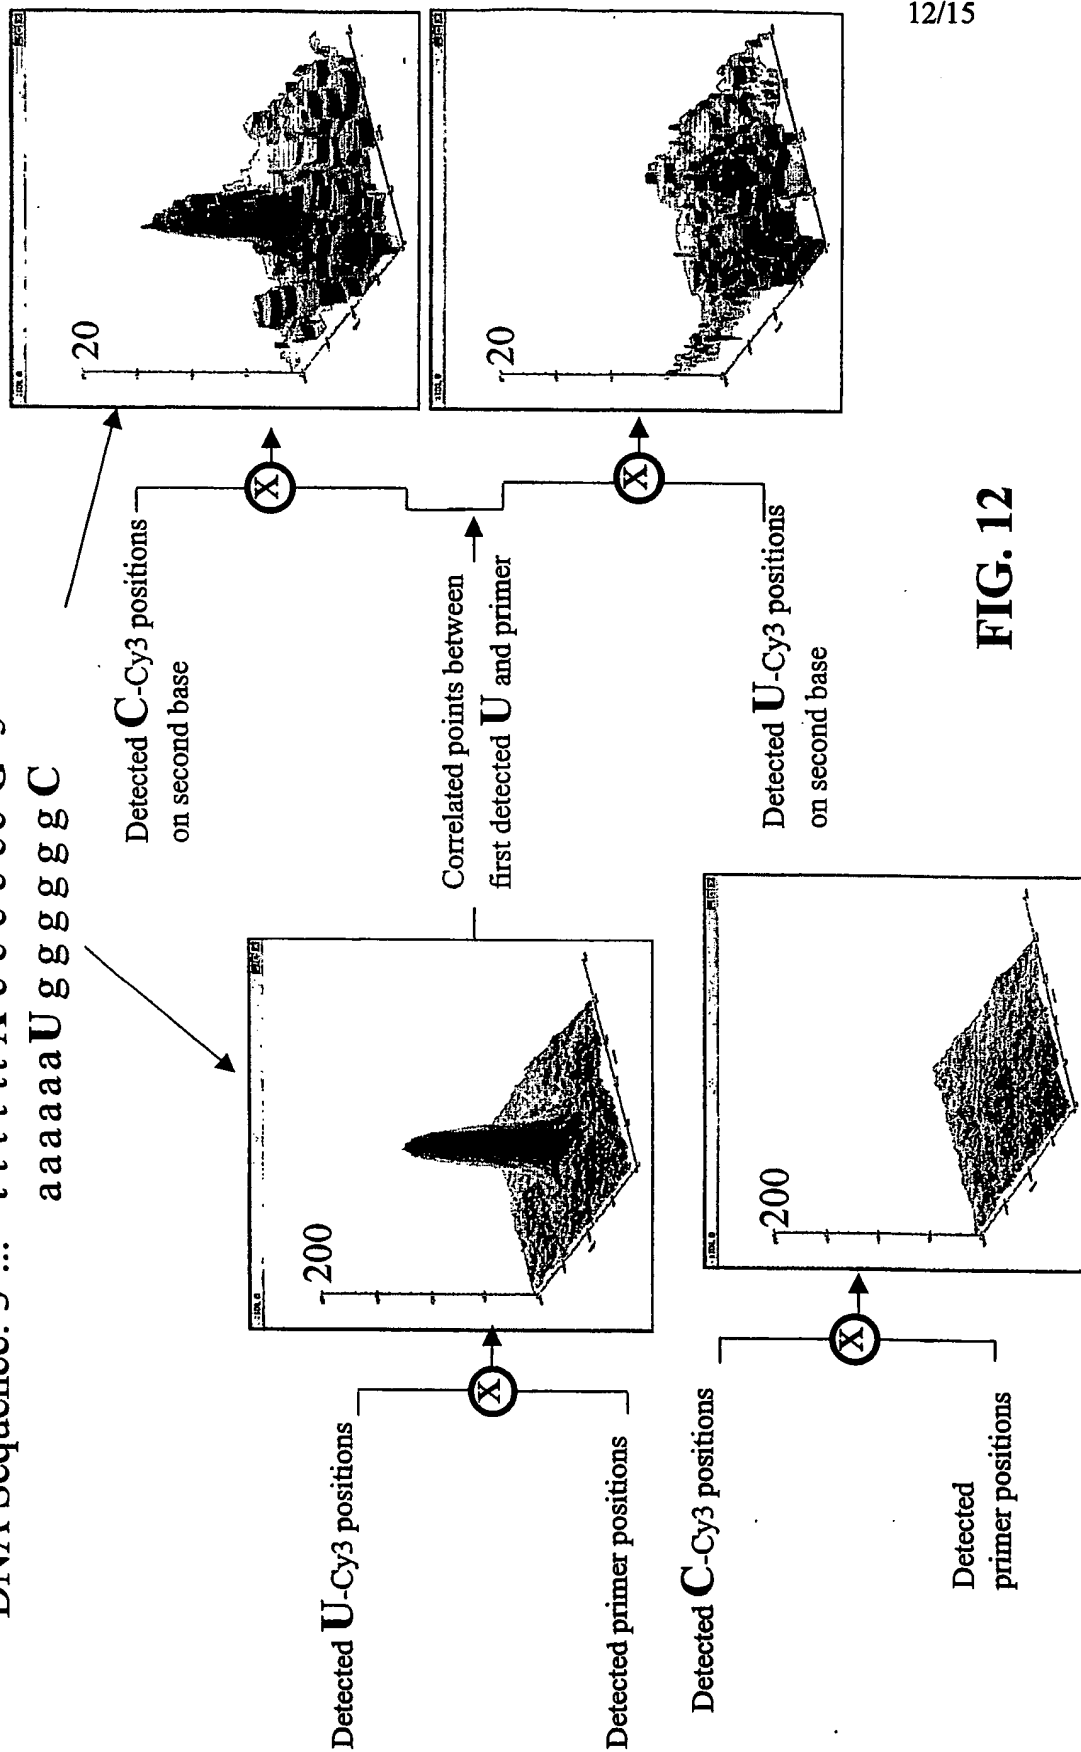 12/15
DNA sequence:
aaaaaaUggggggC
Detected C-Cy3 positions
on second base
20
200
Correlated points between
first detected U and primer
X
X
20
Detected U-Cy3 positions
X
Detected primer positions
Detected U-Cy3 positions
on second base
200
Detected C-Cy3 positions
X
Detected
primer positions
FIG. 12